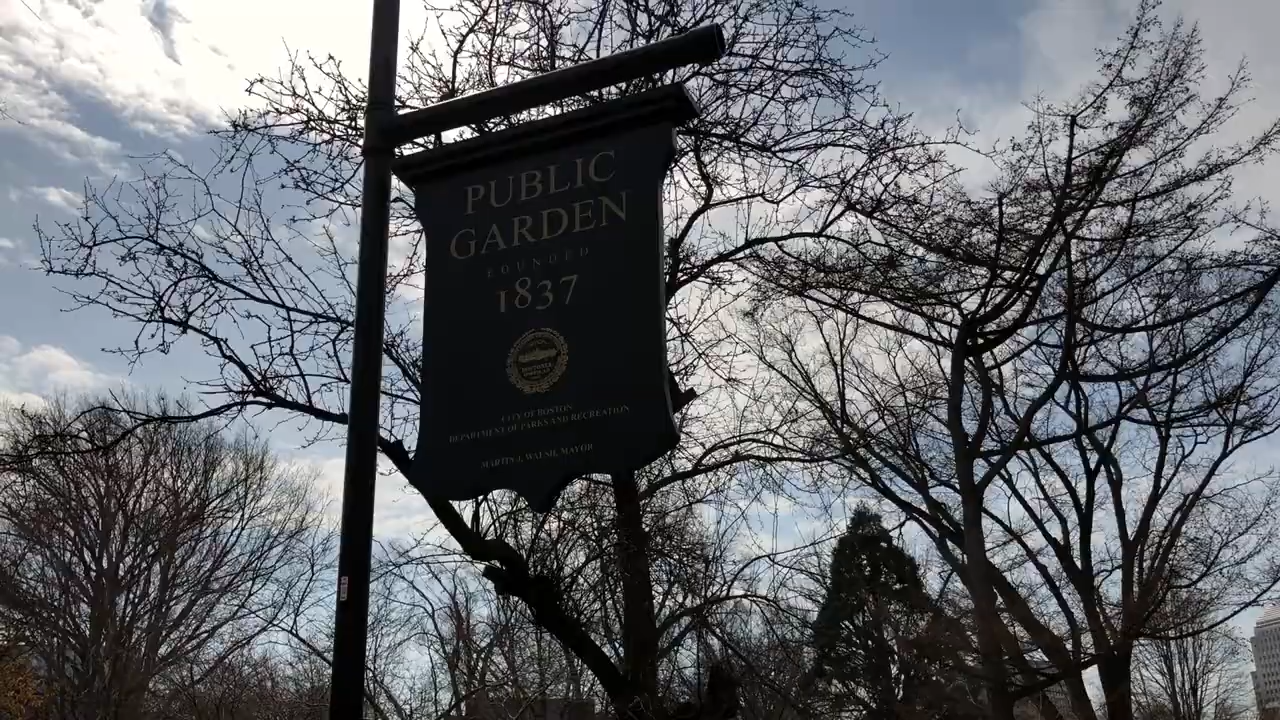 PUBLIC
GARDEN
FOUNDED
1837
CITY OF BOSTON
DEPARTMENT OF PARKS AND RECREATION
MARTIN J. WALSH, MAYOR